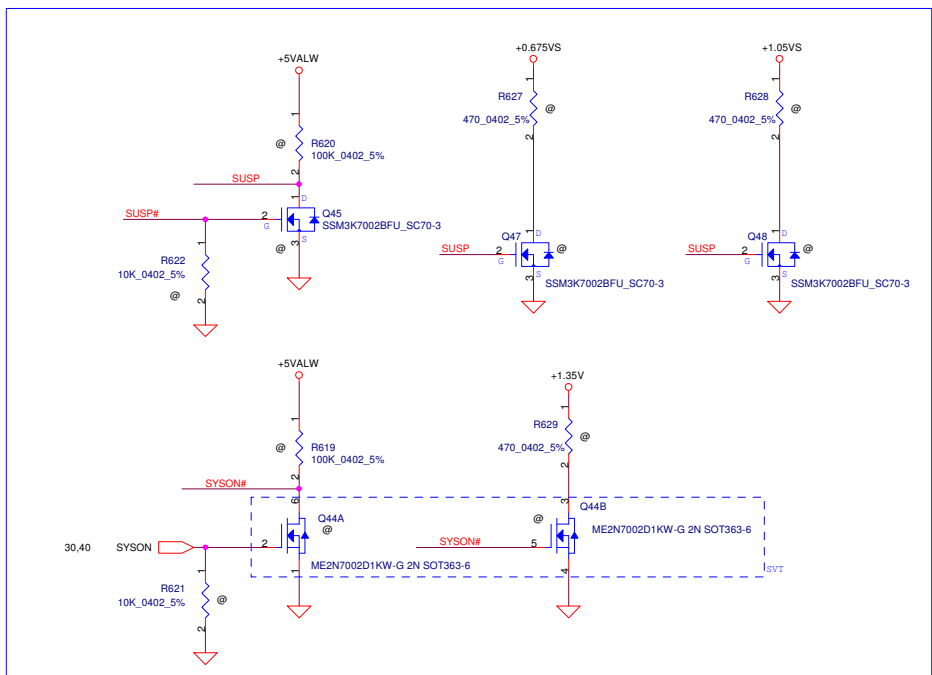 +5VALW
1
R620
@
100K_0402_5%
2
SUSP
1
D
SUSP#
2
G
Q45
SSM3K7002BFU_SC70-3
@
3
S
1
R622
10K_0402_5%
@
2
+0.675VS
1
R627
@
470_0402_5%
2
1
D
Q47
SUSP
2
G
@
S
3
SSM3K7002BFU_SC70-3
+1.05VS
1
R628
@
470_0402_5%
2
1
D
Q48
SUSP
2
G
@
S
3
SSM3K7002BFU_SC70-3
+5VALW
1
@
R619
100K_0402_5%
2
SYSON#
6
Q44A
@
30,40
SYSON
2
ME2N7002D1KW-G 2N SOT363-6
1
1
R621
10K_0402_5%
@
2
+1.35V
1
R629
@
470_0402_5%
2
3
Q44B
@
ME2N7002D1KW-G 2N SOT363-6
SYSON#
5
4
SVT